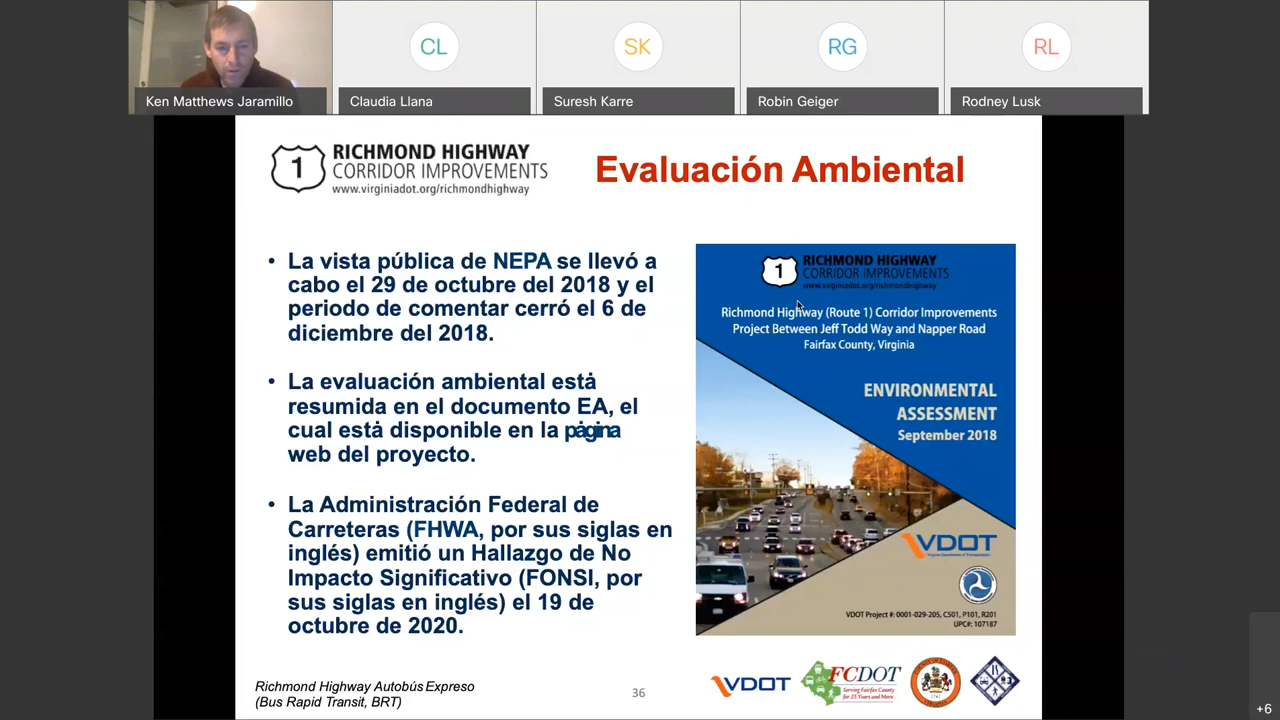 CL
SK
RG
RL
Ken Matthews Jaramillo
Claudia Llana
Suresh Karre
Robin Geiger
Rodney Lusk
1
RICHMOND HIGHWAY
CORRIDOR IMPROVEMENTS
www.virginiadot.org/richmondhighway
Evaluación Ambiental
• La vista pública de NEPA se llevó a
cabo el 29 de octubre del 2018 y el
periodo de comentar cerró el 6 de
diciembre del 2018.
• La evaluación ambiental está
resumida en el documento EA, el
cual está disponible en la página
web del proyecto.
• La Administración Federal de
Carreteras (FHWA, por sus siglas en
inglés) emitió un Hallazgo de No
Impacto Significativo (FONSI, por
sus siglas en inglés) el 19 de
octubre de 2020.
1
RICHMOND HIGHWAY
CORRIDOR IMPROVEMENTS
www.virginiadot.org/richmondhighway
Richmond Highway (Route 1) Corridor Improvements
Project Between Jeff Todd Way and Napper Road
Fairfax County, Virginia
ENVIRONMENTAL
ASSESSMENT
September 2018
VDOT
Virginia Department of Transportation
VDOT Project #: 0001-029-205, C501, P101, R201
UPC#: 107187
Richmond Highway Autobús Expreso
(Bus Rapid Transit, BRT)
36
VDOT
FCDOT
Serving Fairfax County
for 25 Years and More
+6